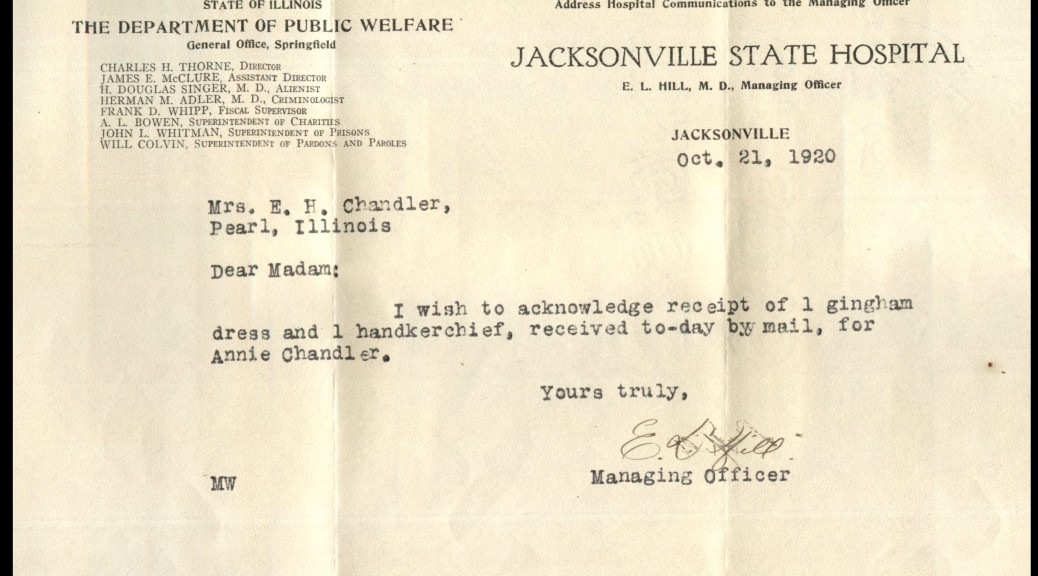 STATE OF ILLINOIS
THE DEPARTMENT OF PUBLIC WELFARE
General Office, Springfield
CHARLES H. THORNE, DIRECTOR
JAMES E. McCLURE, ASSISTANT DIRECTOR
H. DOUGLAS SINGER, M. D., ALIENIST
HERMAN M. ADLER, M. D., CRIMINOLOGIST
FRANK D. WHIPP, FISCAL SUPERVISOR
A. L. BOWEN, SUPERINTENDENT OF CHARITIES
JOHN L. WHITMAN, SUPERINTENDENT OF PRISONS
WILL COLVIN, SUPERINTENDENT OF PARDONS AND PAROLES
Address Hospital Communications to the Managing Officer
JACKSONVILLE STATE HOSPITAL
E. L. HILL, M. D., Managing Officer
JACKSONVILLE
Oct. 21, 1920
Mrs. E. H. Chandler,
Pearl, Illinois
Dear Madam:
I wish to acknowledge receipt of 1 gingham
dress and 1 handkerchief, received to-day by mail, for
Annie Chandler.
Yours truly,
E. L. Hill.
Managing Officer
MW